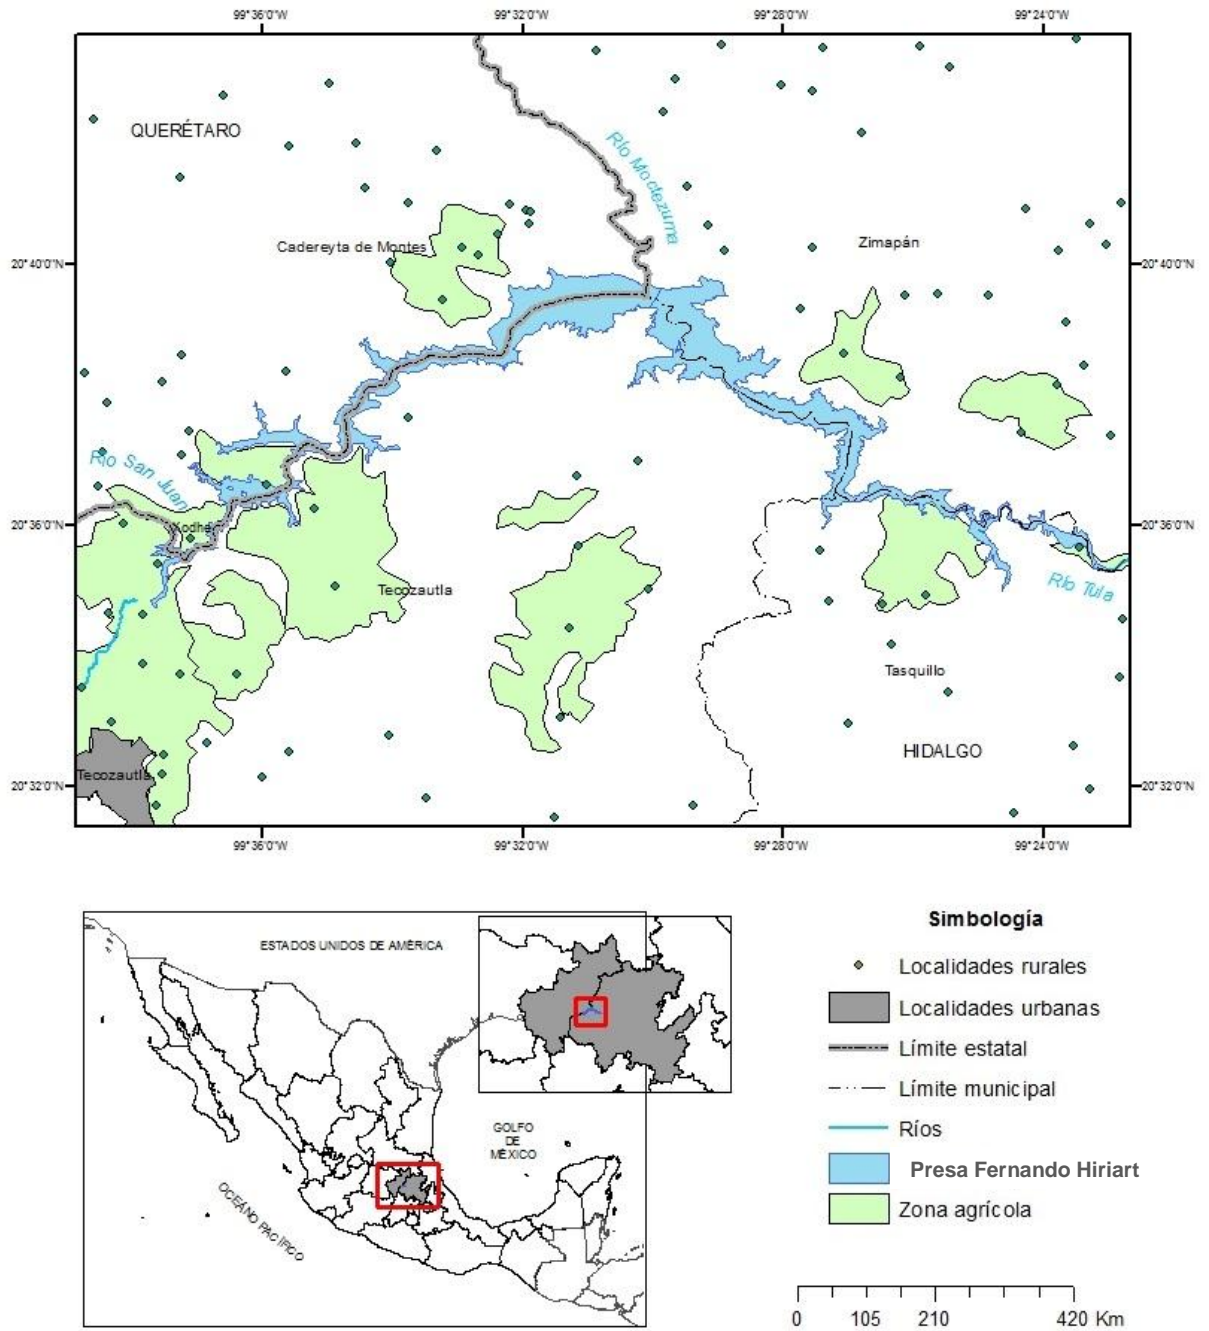 99°36'0"W 99°32'0"W 99°28'0"W 99°24'0"W
QUERÉTARO
Río Moctezuma
Cadereyta de Montes
Zimapán
20°40'0"N 20°40'0"N
Río San Juan
20°36'0"N 20°36'0"N
Tecozautla
Río Tula
Tasquillo
HIDALGO
Tecozautla
20°32'0"N 20°32'0"N
99°36'0"W 99°32'0"W 99°28'0"W 99°24'0"W
ESTADOS UNIDOS DE AMÉRICA
GOLFO
DE
MÉXICO
OCEÁNO PACÍFICO
Simbología
Localidades rurales
Localidades urbanas
Límite estatal
Límite municipal
Ríos
Presa Fernando Hiriart
Zona agrícola
0 105 210 420 Km